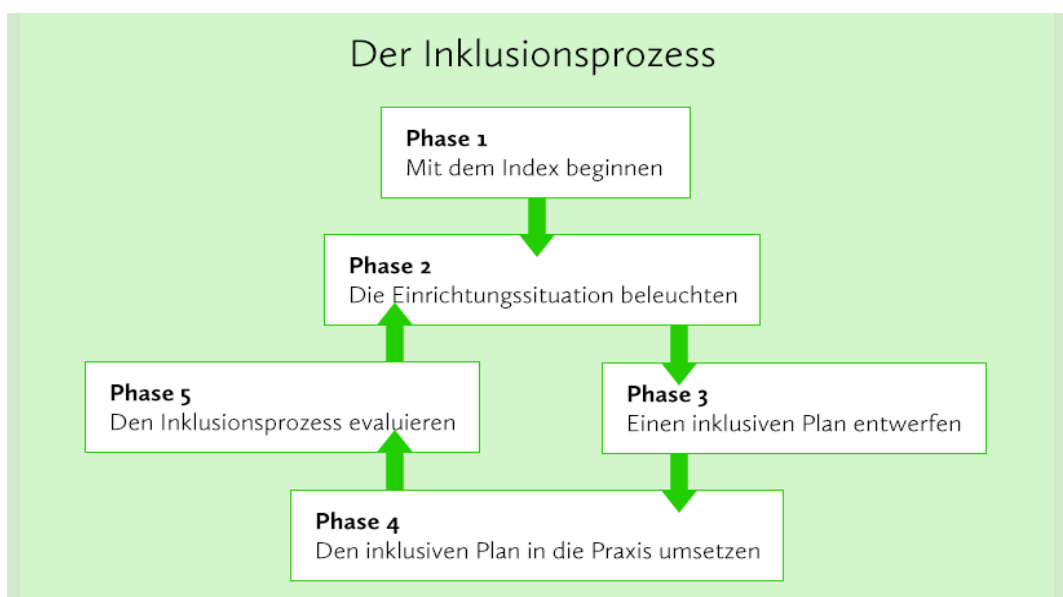 Der Inklusionsprozess
Phase 1
Mit dem Index beginnen
Phase 2
Die Einrichtungssituation beleuchten
Phase 5
Den Inklusionsprozess evaluieren
Phase 3
Einen inklusiven Plan entwerfen
Phase 4
Den inklusiven Plan in die Praxis umsetzen